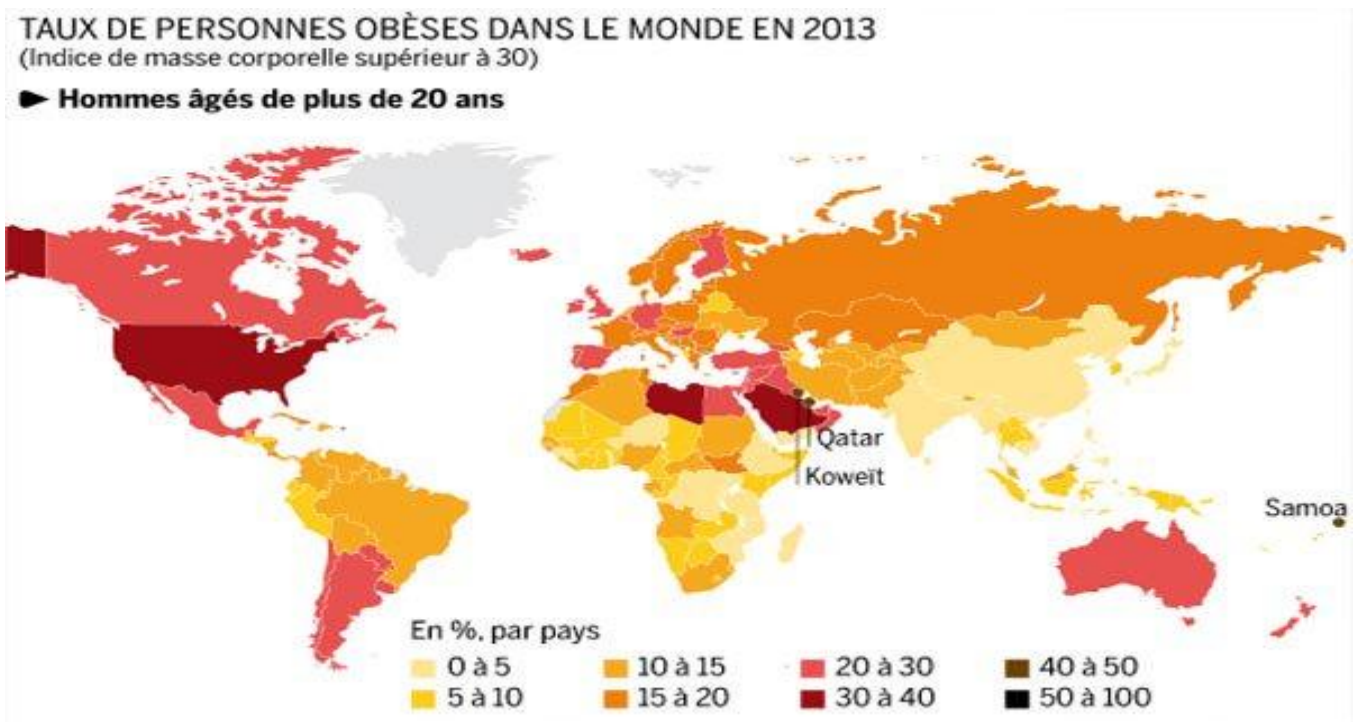 TAUX DE PERSONNES OBÈSES DANS LE MONDE EN 2013
(Indice de masse corporelle supérieur à 30)
Hommes âgés de plus de 20 ans
Qatar
Koweït
Samoa
En %, par pays
0 à 5
10 à 15
20 à 30
40 à 50
5 à 10
15 à 20
30 à 40
50 à 100